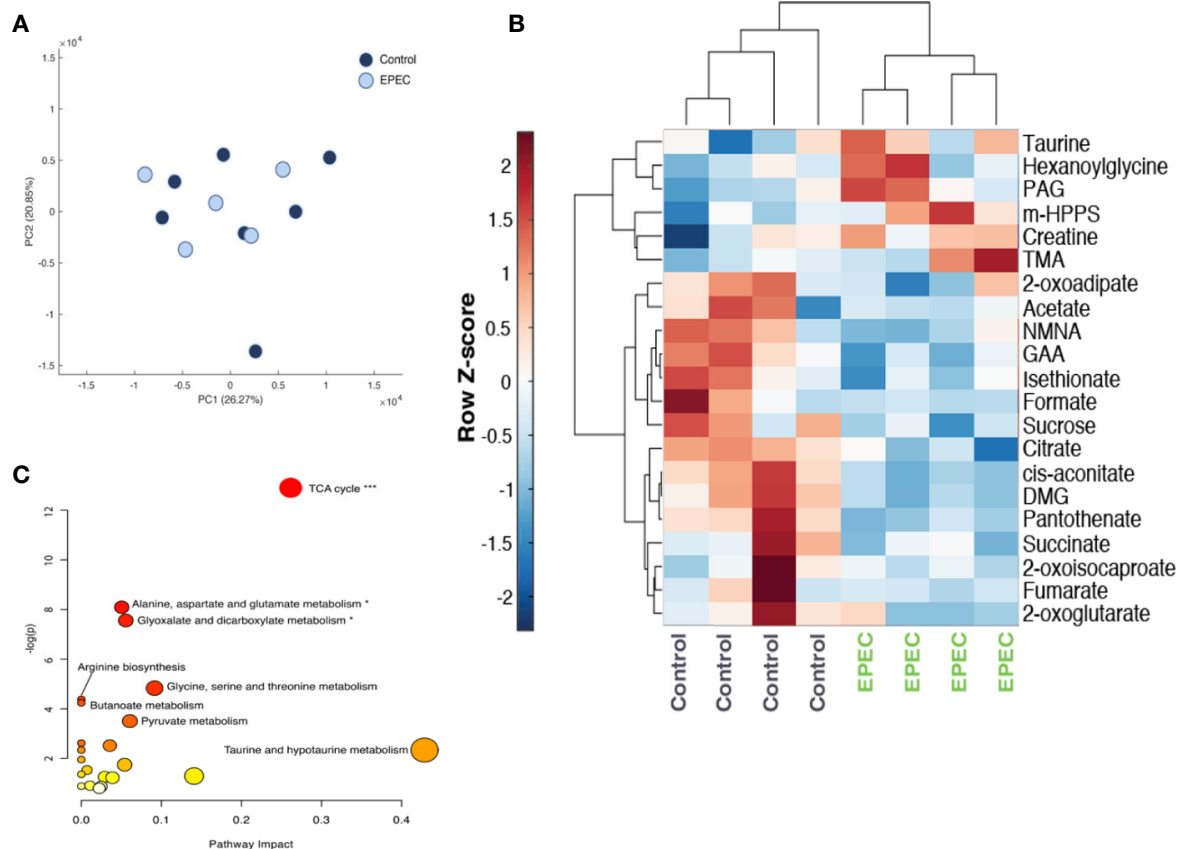 A
×10⁴
1.5
1
0.5
0
-0.5
-1
-1.5
PC2 (20.85%)
-1.5
-1
-0.5
0
0.5
1
1.5
PC1 (26.27%)
×10⁴
Control
EPEC
B
2
1.5
1
0.5
0
-0.5
-1
-1.5
-2
Row Z-score
Taurine
Hexanoylglycine
PAG
m-HPPS
Creatine
TMA
2-oxoadipate
Acetate
NMNA
GAA
Isethionate
Formate
Sucrose
Citrate
cis-aconitate
DMG
Pantothenate
Succinate
2-oxoisocaproate
Fumarate
2-oxoglutarate
Control
Control
Control
Control
EPEC
EPEC
EPEC
EPEC
C
12
10
8
6
4
2
-log(p)
TCA cycle ***
Alanine, aspartate and glutamate metabolism *
Glyoxalate and dicarboxylate metabolism *
Arginine biosynthesis
Glycine, serine and threonine metabolism
Butanoate metabolism
Pyruvate metabolism
Taurine and hypotaurine metabolism
0.0
0.1
0.2
0.3
0.4
Pathway Impact